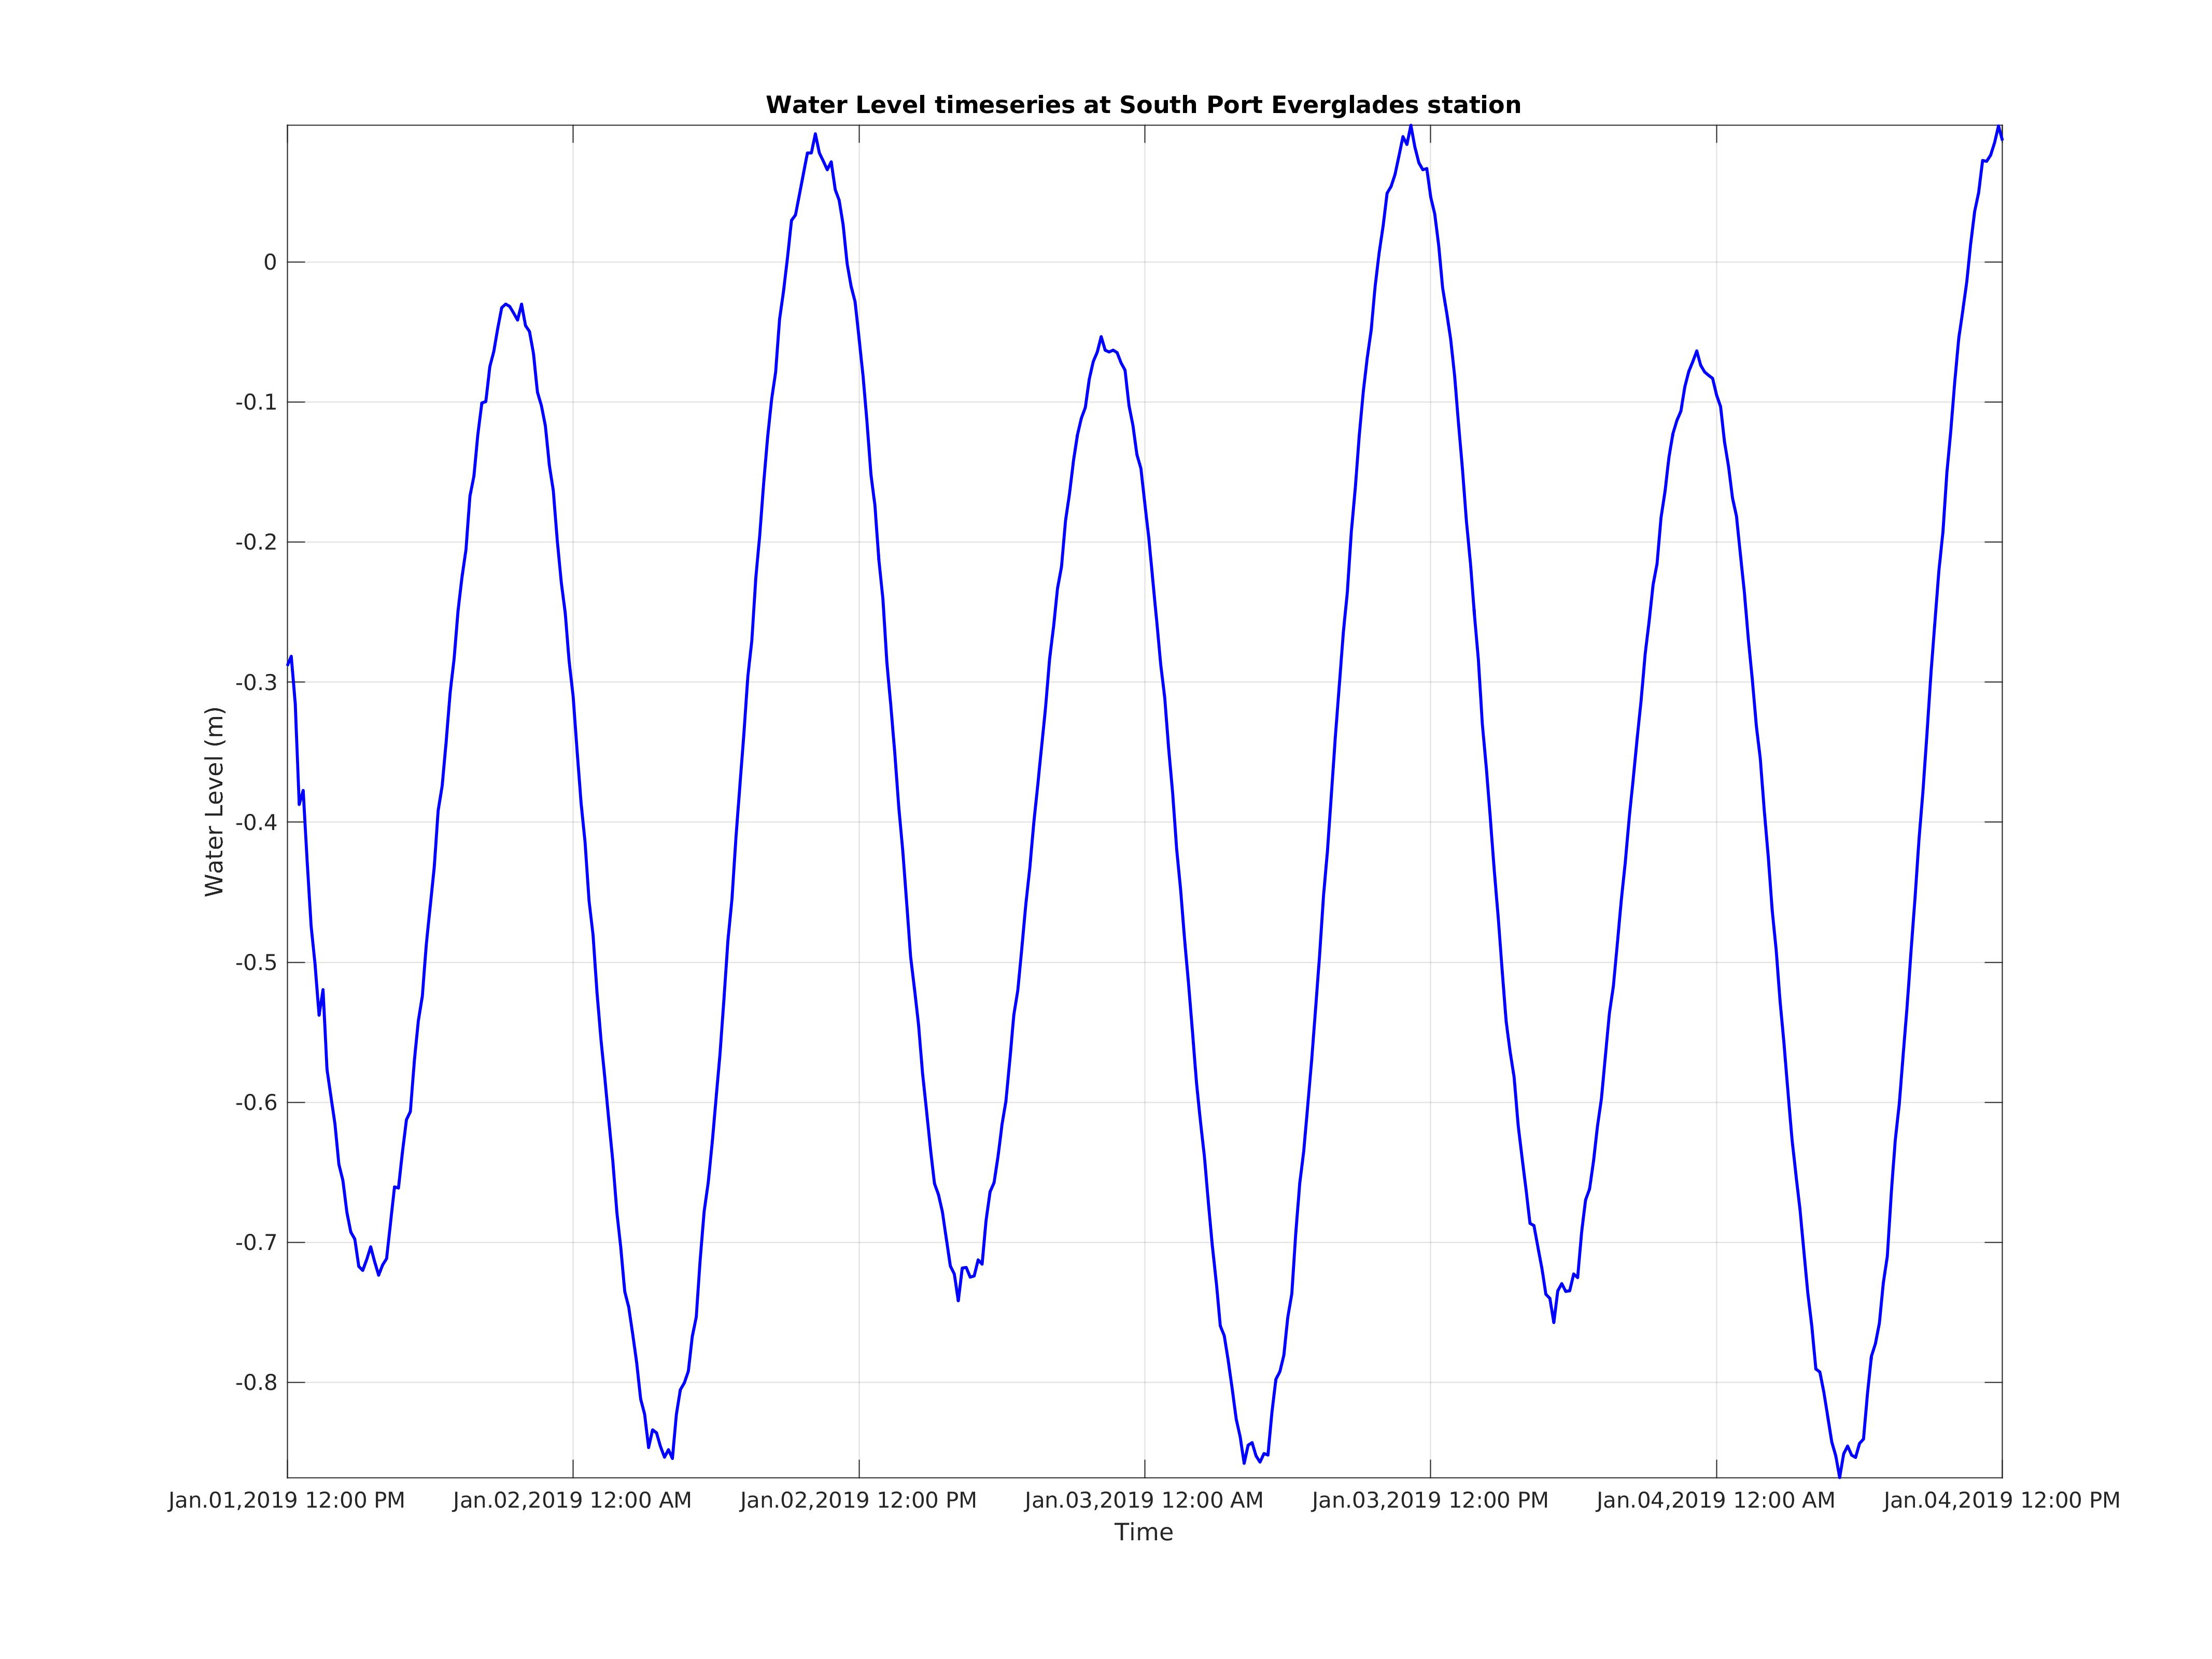 Water Level timeseries at South Port Everglades station
Water Level (m)
0
-0.1
-0.2
-0.3
-0.4
-0.5
-0.6
-0.7
-0.8
Jan.01,2019 12:00 PM Jan.02,2019 12:00 AM Jan.02,2019 12:00 PM Jan.03,2019 12:00 AM Jan.03,2019 12:00 PM Jan.04,2019 12:00 AM Jan.04,2019 12:00 PM
Time